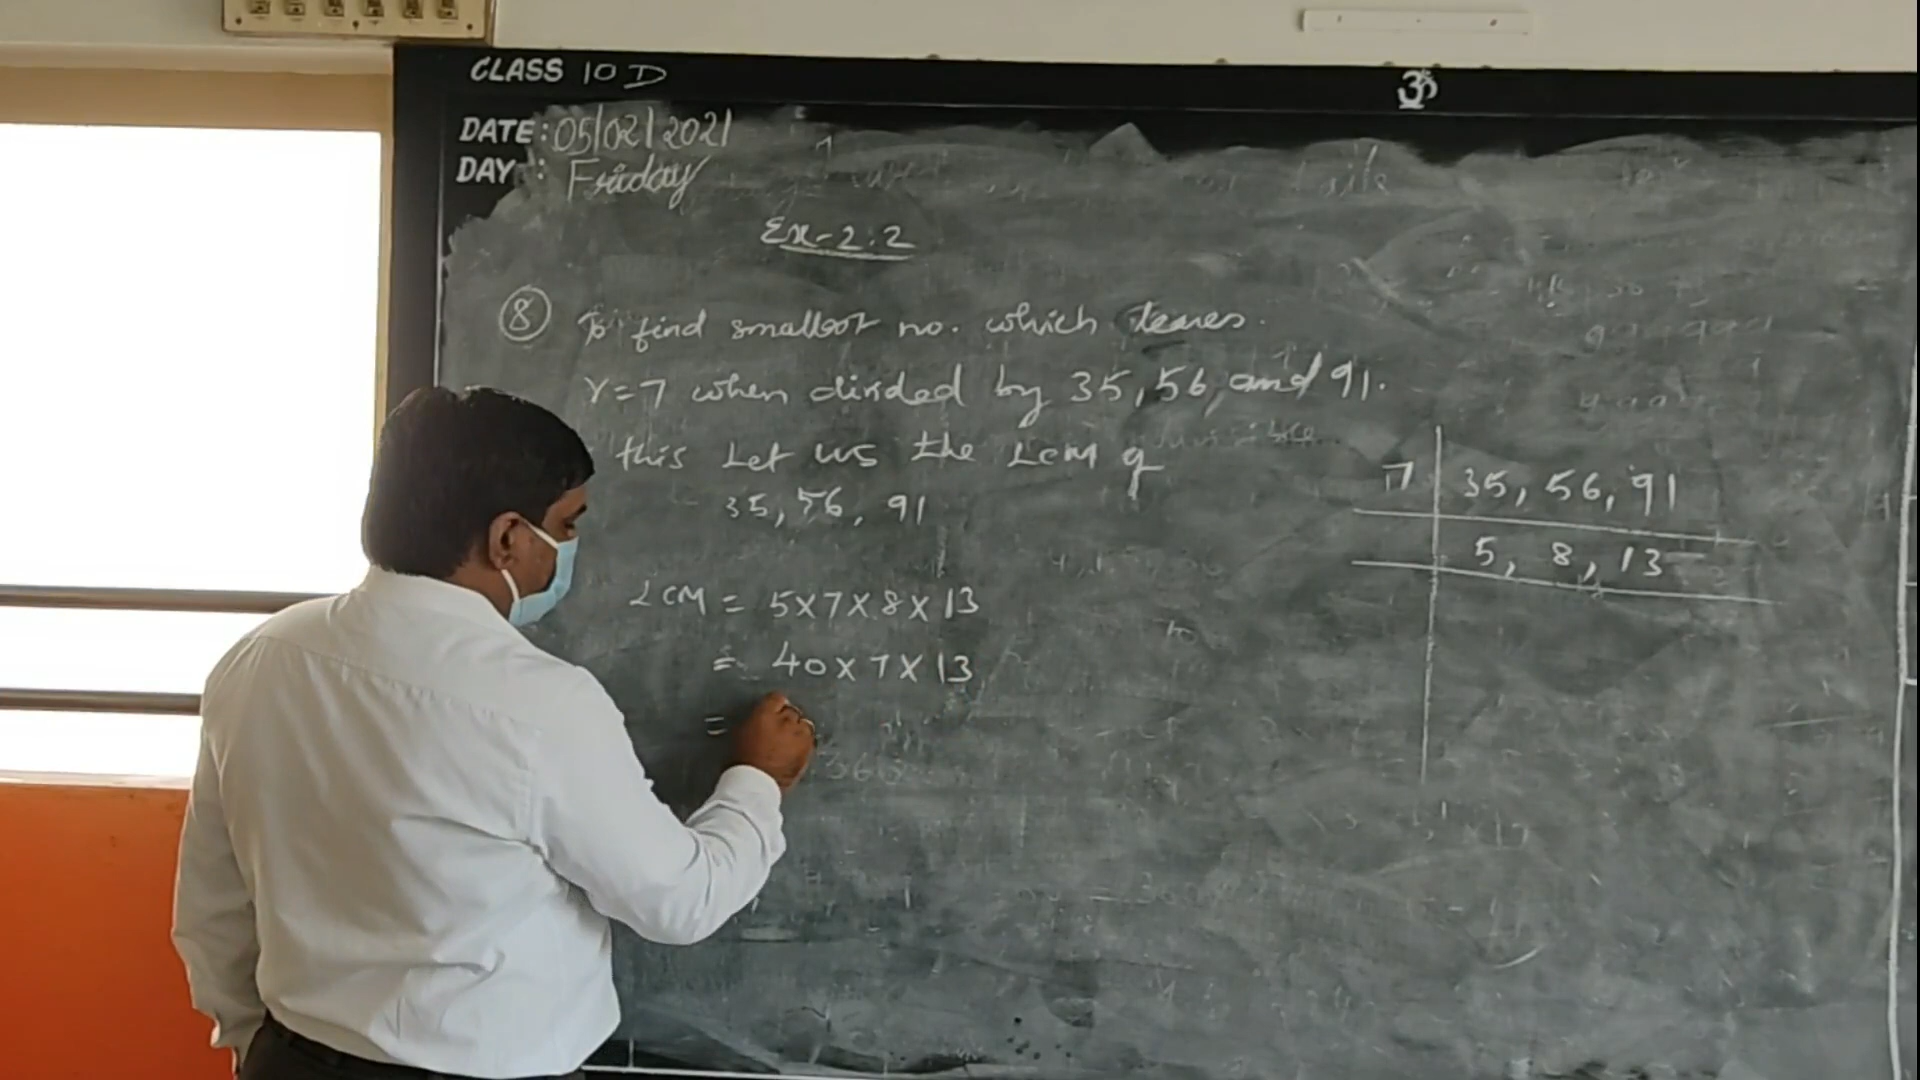 CLASS 10 D
ॐ
DATE: 05/02/2021
DAY : Friday
Ex-2.2
8 To find smallest no. which leaves.
r=7 when divided by 35, 56, and 91.
this Let us the LCM of
35, 56, 91
LCM = 5×7×8×13
= 40×7×13
=
7 35, 56, 91
5, 8, 13